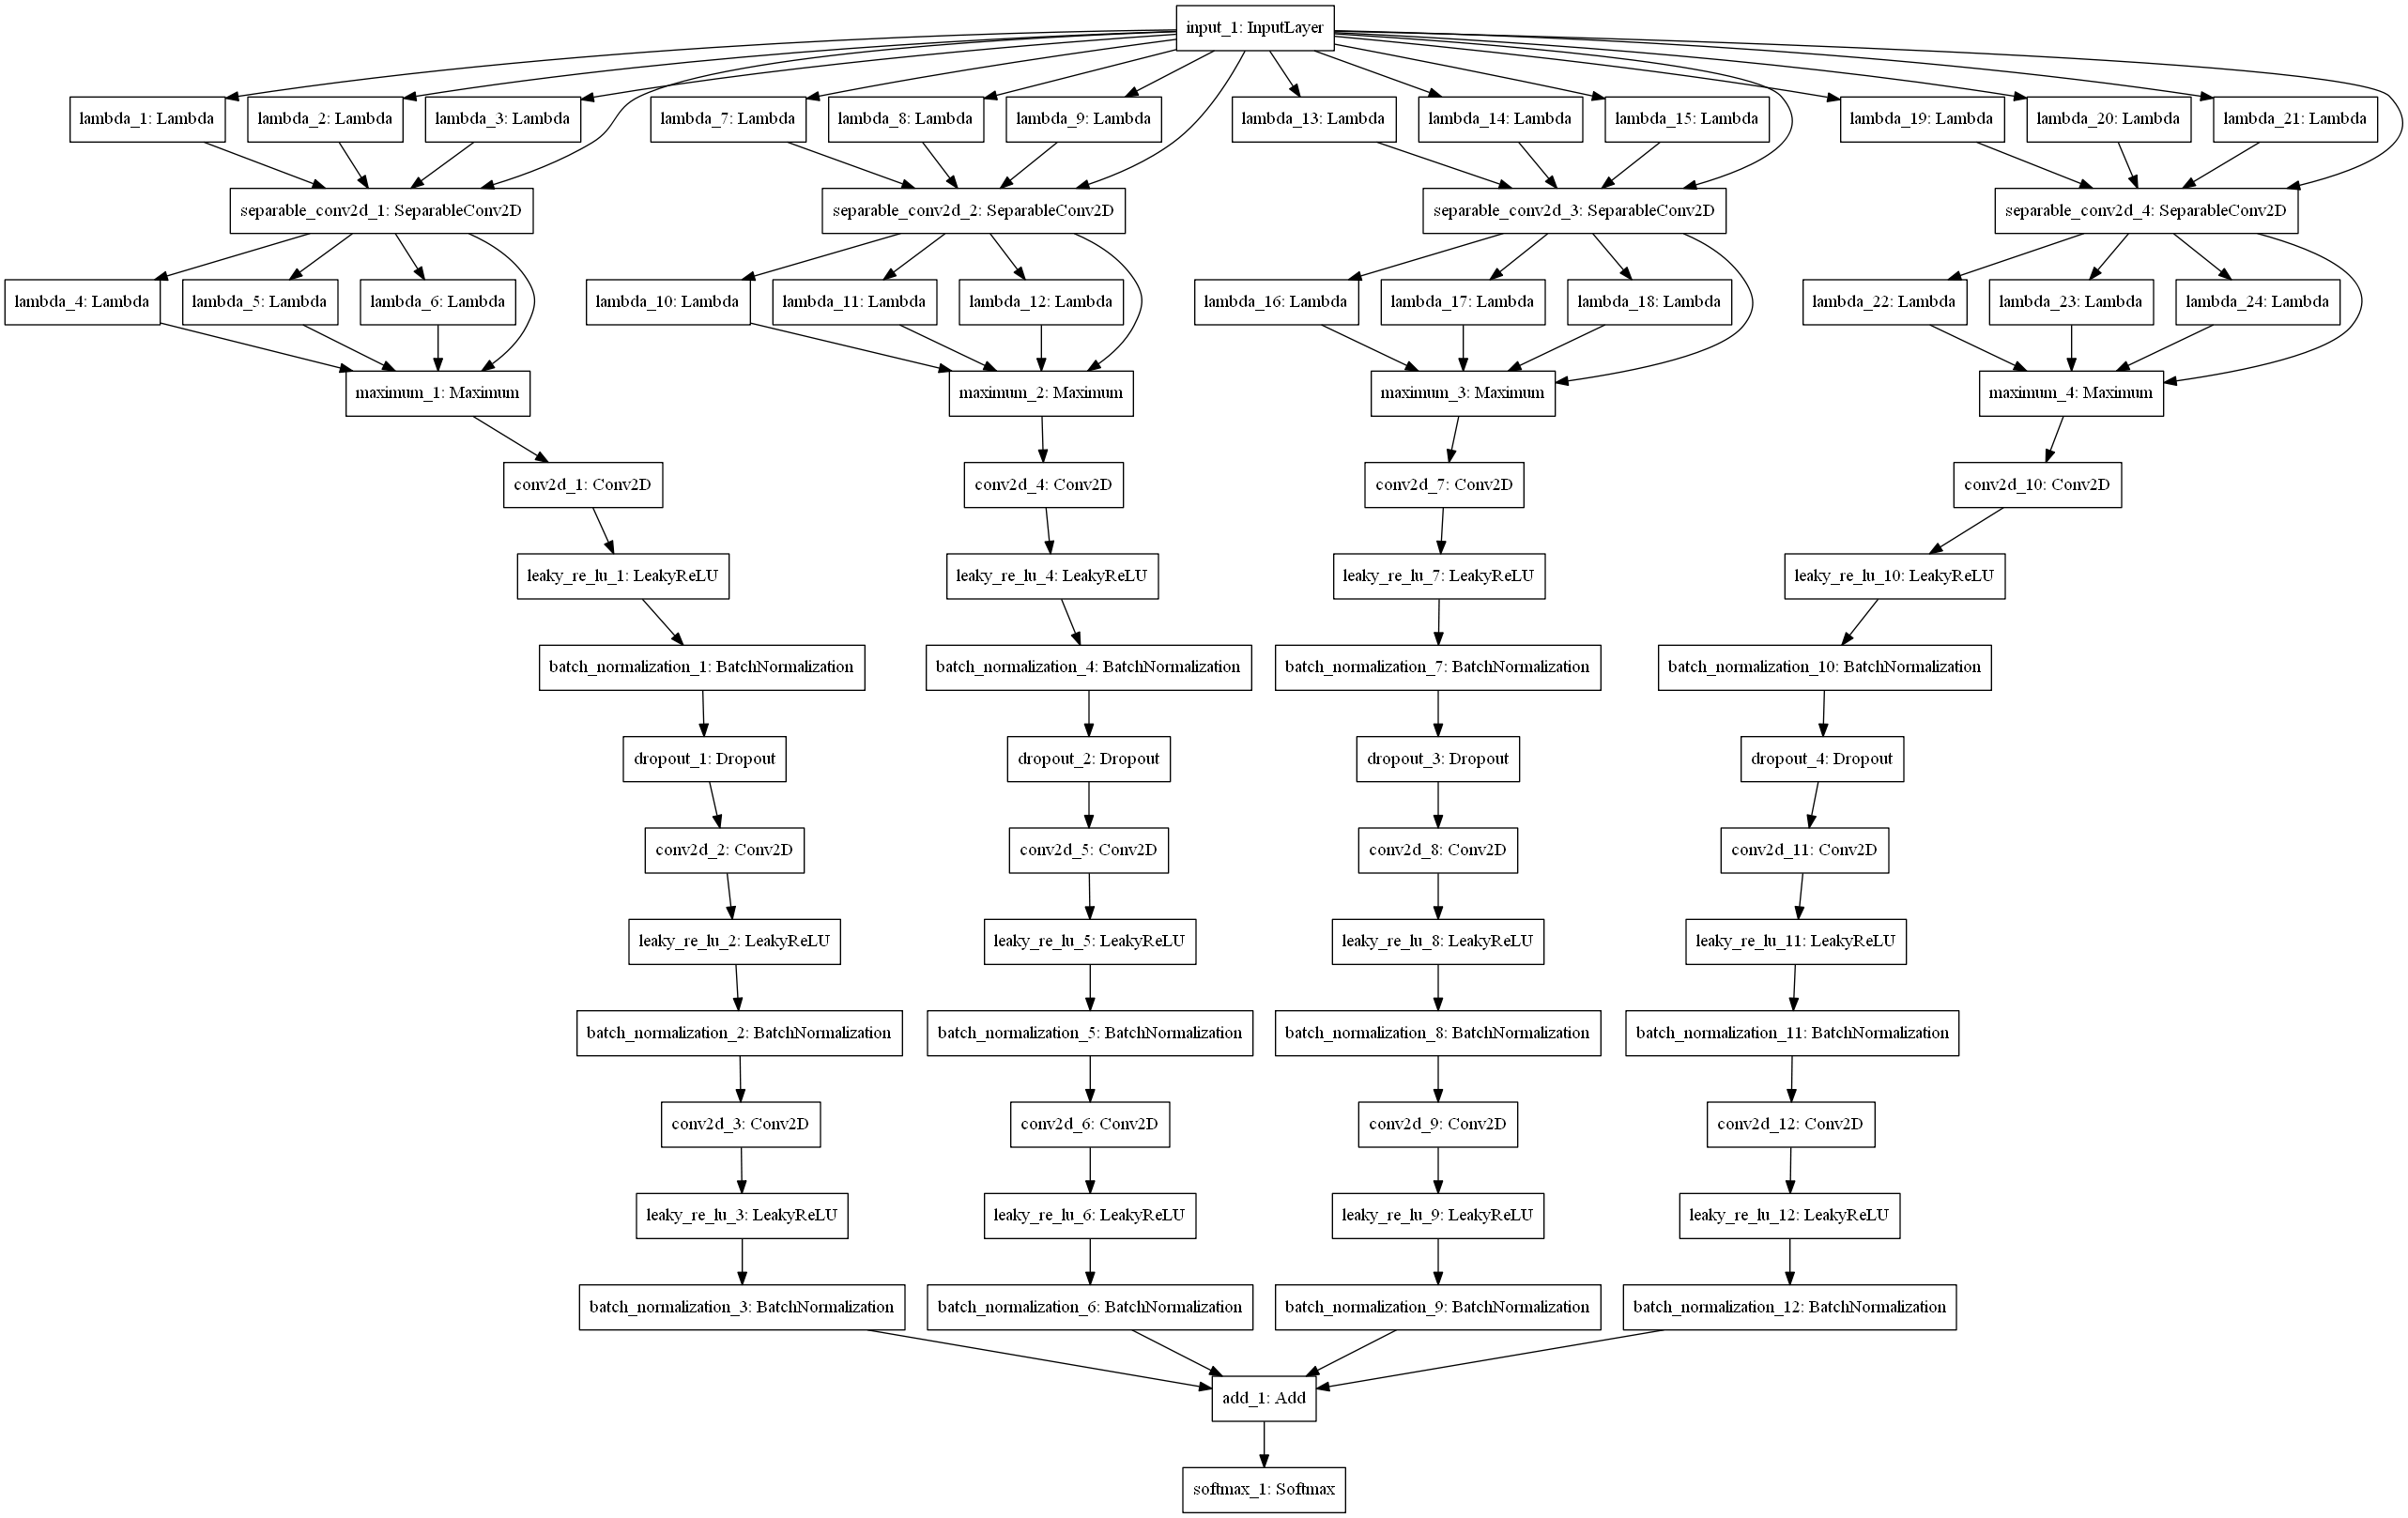 input_1: InputLayer
lambda_1: Lambda
lambda_2: Lambda
lambda_3: Lambda
lambda_7: Lambda
lambda_8: Lambda
lambda_9: Lambda
lambda_13: Lambda
lambda_14: Lambda
lambda_15: Lambda
lambda_19: Lambda
lambda_20: Lambda
lambda_21: Lambda
separable_conv2d_1: SeparableConv2D
separable_conv2d_2: SeparableConv2D
separable_conv2d_3: SeparableConv2D
separable_conv2d_4: SeparableConv2D
lambda_4: Lambda
lambda_5: Lambda
lambda_6: Lambda
lambda_10: Lambda
lambda_11: Lambda
lambda_12: Lambda
lambda_16: Lambda
lambda_17: Lambda
lambda_18: Lambda
lambda_22: Lambda
lambda_23: Lambda
lambda_24: Lambda
maximum_1: Maximum
maximum_2: Maximum
maximum_3: Maximum
maximum_4: Maximum
conv2d_1: Conv2D
conv2d_4: Conv2D
conv2d_7: Conv2D
conv2d_10: Conv2D
leaky_re_lu_1: LeakyReLU
leaky_re_lu_4: LeakyReLU
leaky_re_lu_7: LeakyReLU
leaky_re_lu_10: LeakyReLU
batch_normalization_1: BatchNormalization
batch_normalization_4: BatchNormalization
batch_normalization_7: BatchNormalization
batch_normalization_10: BatchNormalization
dropout_1: Dropout
dropout_2: Dropout
dropout_3: Dropout
dropout_4: Dropout
conv2d_2: Conv2D
conv2d_5: Conv2D
conv2d_8: Conv2D
conv2d_11: Conv2D
leaky_re_lu_2: LeakyReLU
leaky_re_lu_5: LeakyReLU
leaky_re_lu_8: LeakyReLU
leaky_re_lu_11: LeakyReLU
batch_normalization_2: BatchNormalization
batch_normalization_5: BatchNormalization
batch_normalization_8: BatchNormalization
batch_normalization_11: BatchNormalization
conv2d_3: Conv2D
conv2d_6: Conv2D
conv2d_9: Conv2D
conv2d_12: Conv2D
leaky_re_lu_3: LeakyReLU
leaky_re_lu_6: LeakyReLU
leaky_re_lu_9: LeakyReLU
leaky_re_lu_12: LeakyReLU
batch_normalization_3: BatchNormalization
batch_normalization_6: BatchNormalization
batch_normalization_9: BatchNormalization
batch_normalization_12: BatchNormalization
add_1: Add
softmax_1: Softmax